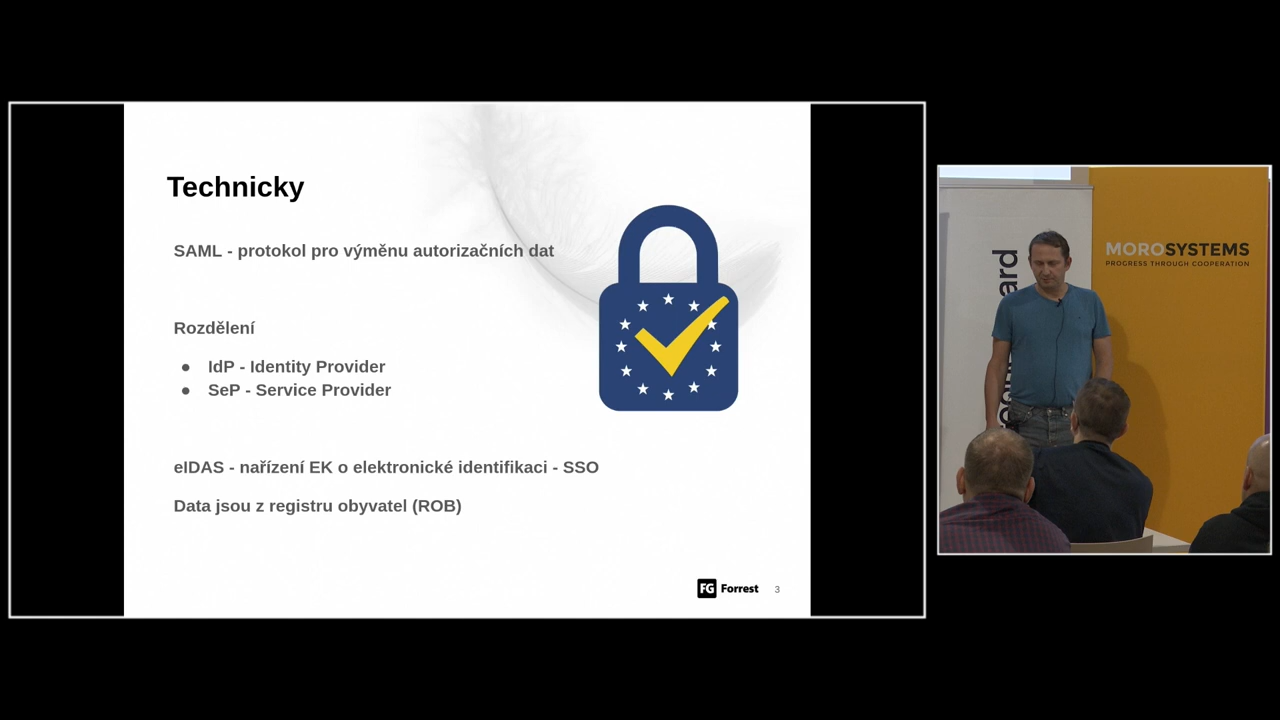 Technicky
SAML - protokol pro výměnu autorizačních dat
Rozdělení
● IdP - Identity Provider
● SeP - Service Provider
eIDAS - nařízení EK o elektronické identifikaci - SSO
Data jsou z registru obyvatel (ROB)
FG Forrest
3
MOROSYSTEMS
PROGRESS THROUGH COOPERATION